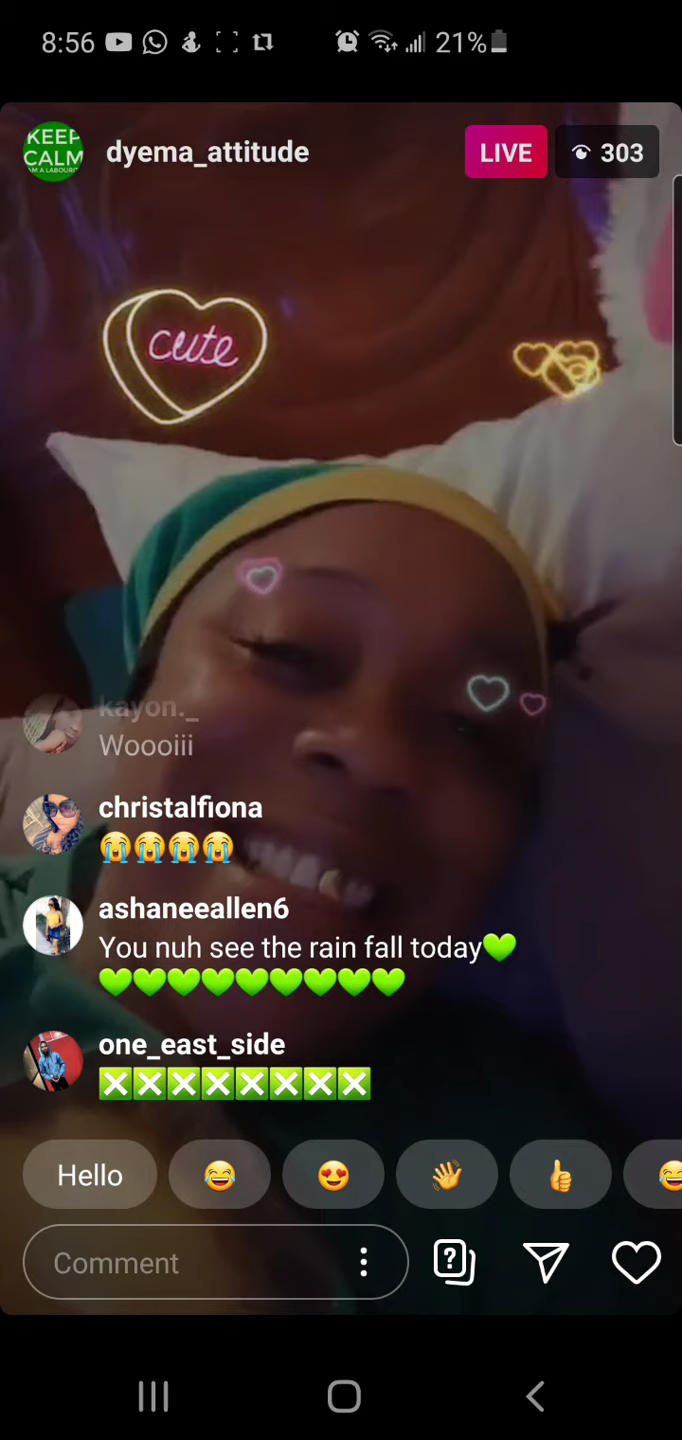 8:56 21%
KEEP
CALM
dyema_attitude LIVE 303
cute
kayon._
Woooiii
christalfiona
😭😭😭😭
ashaneeallen6
You nuh see the rain fall today💚
💚💚💚💚💚💚💚💚💚
one_east_side
❎❎❎❎❎❎❎❎
Hello 😂 😍 👋 👍 😂
Comment